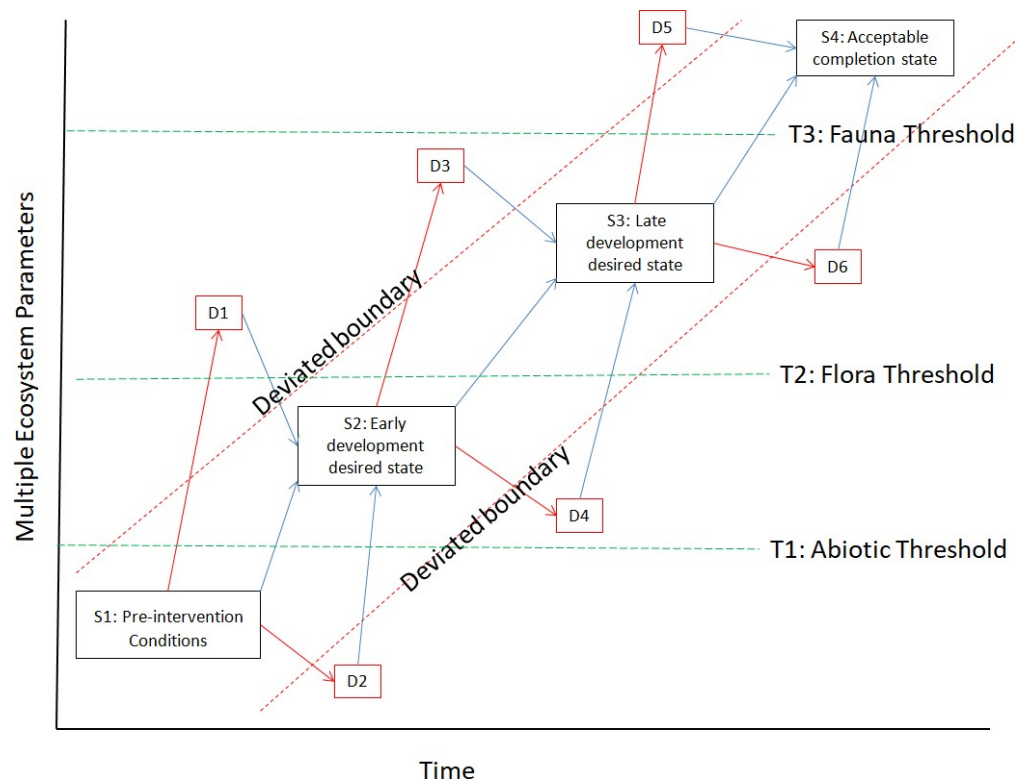 D5
S4: Acceptable
completion state
T3: Fauna Threshold
D3
S3: Late
development
desired state
D6
D1
Deviated boundary
T2: Flora Threshold
S2: Early
development
desired state
Deviated boundary
D4
T1: Abiotic Threshold
S1: Pre-intervention
Conditions
D2
Multiple Ecosystem Parameters
Time